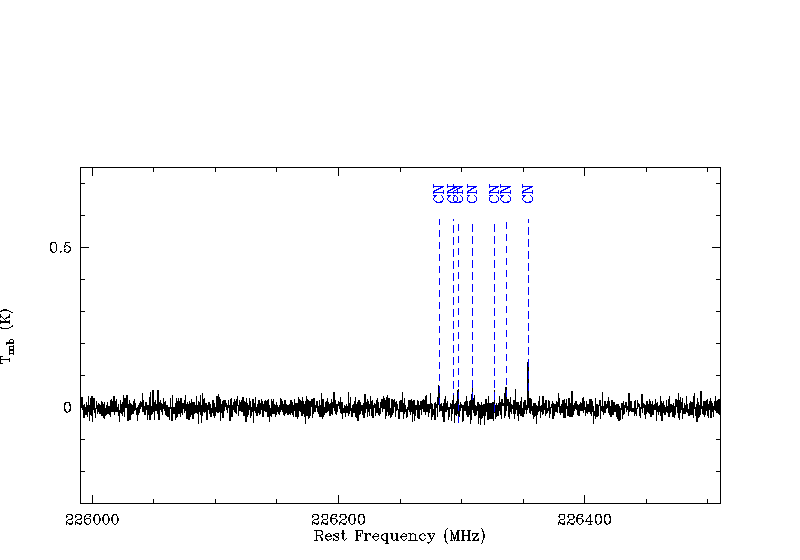 CN CN CN CN CN CN CN
0.5
0
T_mb (K)
226000 226200 226400
Rest Frequency (MHz)